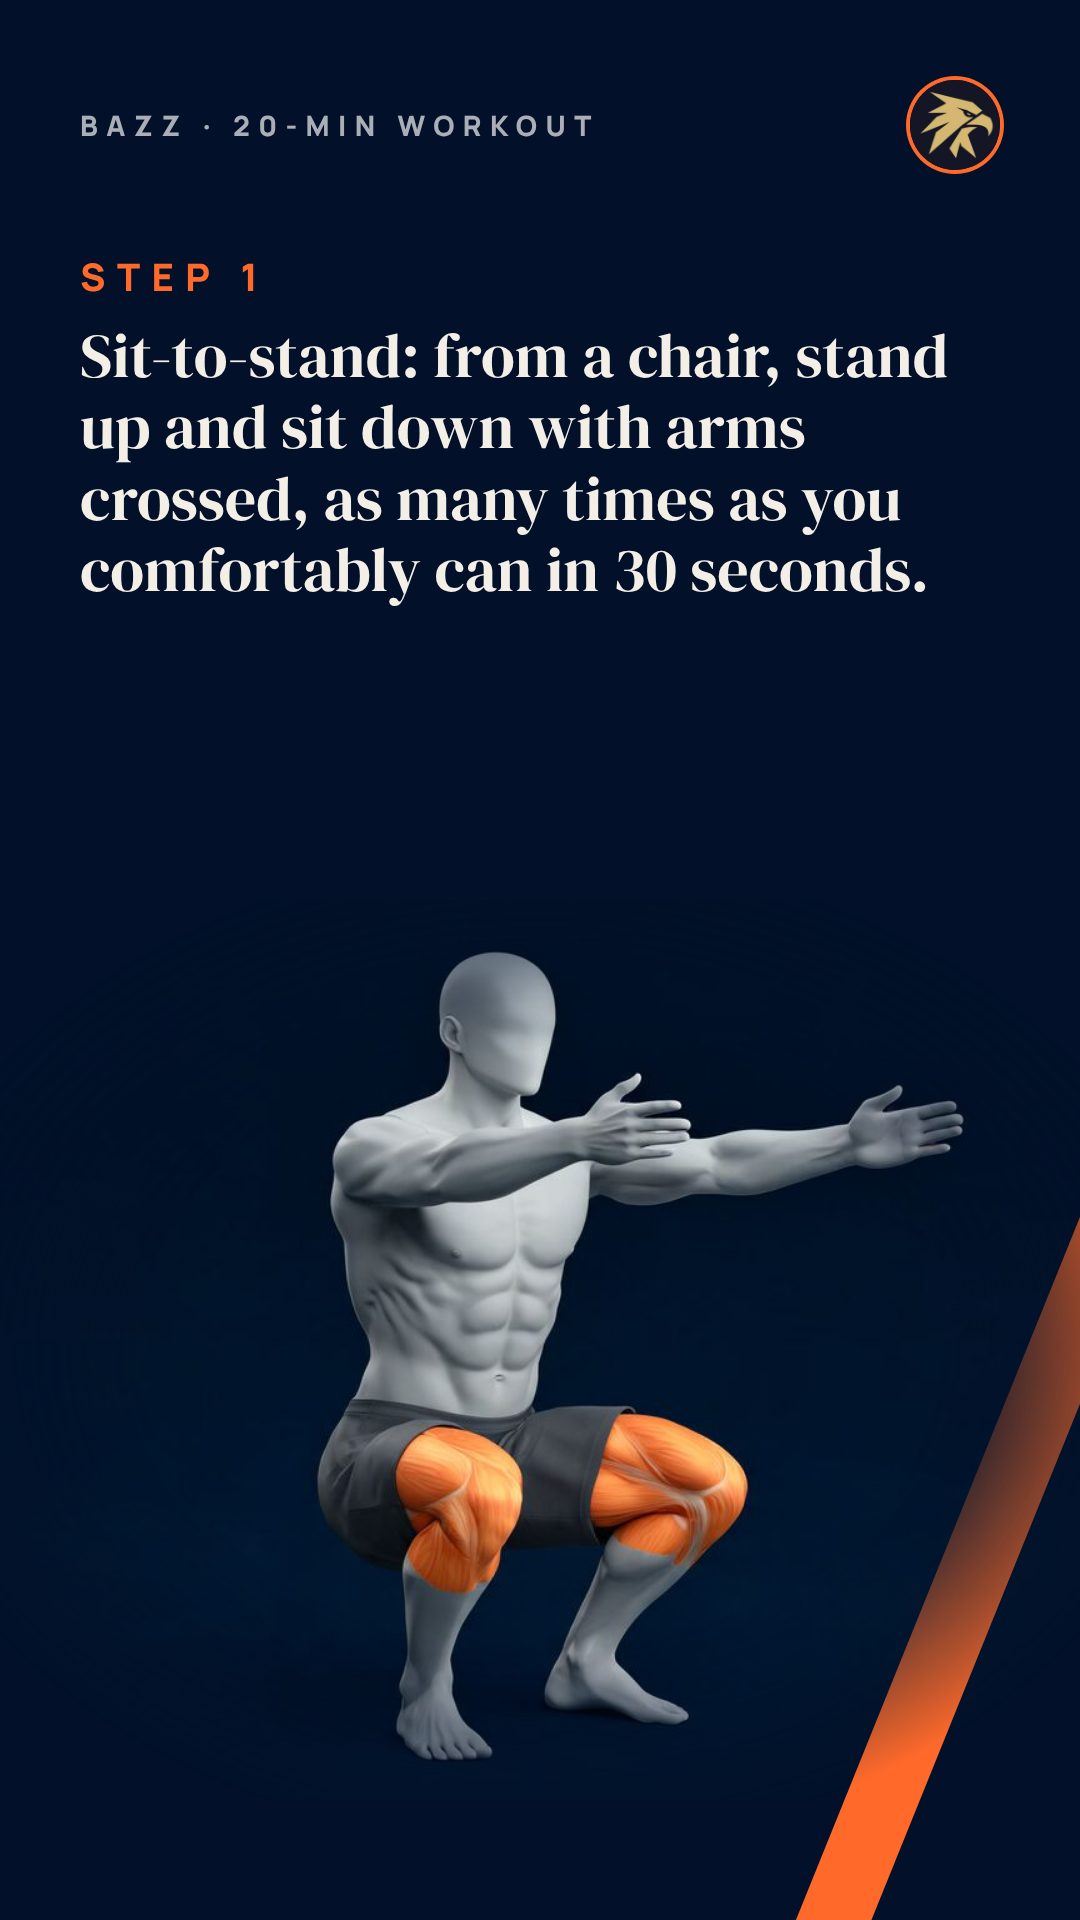 BAZZ · 20-MIN WORKOUT
STEP 1
Sit-to-stand: from a chair, stand
up and sit down with arms
crossed, as many times as you
comfortably can in 30 seconds.